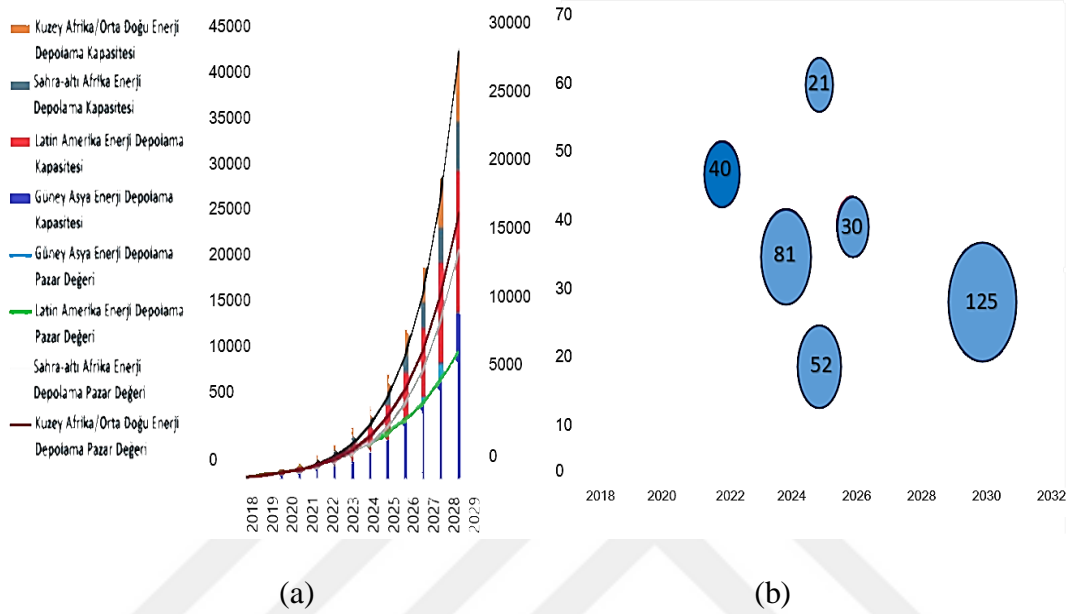 Kuzey Afrika/Orta Doğu Enerji
Depolama Kapasitesi
Sahra-altı Afrika Enerji
Depolama Kapasitesi
Latin Amerika Enerji Depolama
Kapasitesi
Güney Asya Enerji Depolama
Kapasitesi
Güney Asya Enerji Depolama
Pazar Değeri
Latin Amerika Enerji Depolama
Pazar Değeri
Sahra-altı Afrika Enerji
Depolama Pazar Değeri
Kuzey Afrika/Orta Doğu Enerji
Depolama Pazar Değeri
45000
40000
35000
30000
25000
20000
15000
10000
500
0
30000
25000
20000
15000
10000
5000
0
2018
2019
2020
2021
2022
2023
2024
2025
2026
2027
2028
2029
(a)
70
60
50
40
30
20
10
0
21
40
30
81
125
52
2018
2020
2022
2024
2026
2028
2030
2032
(b)